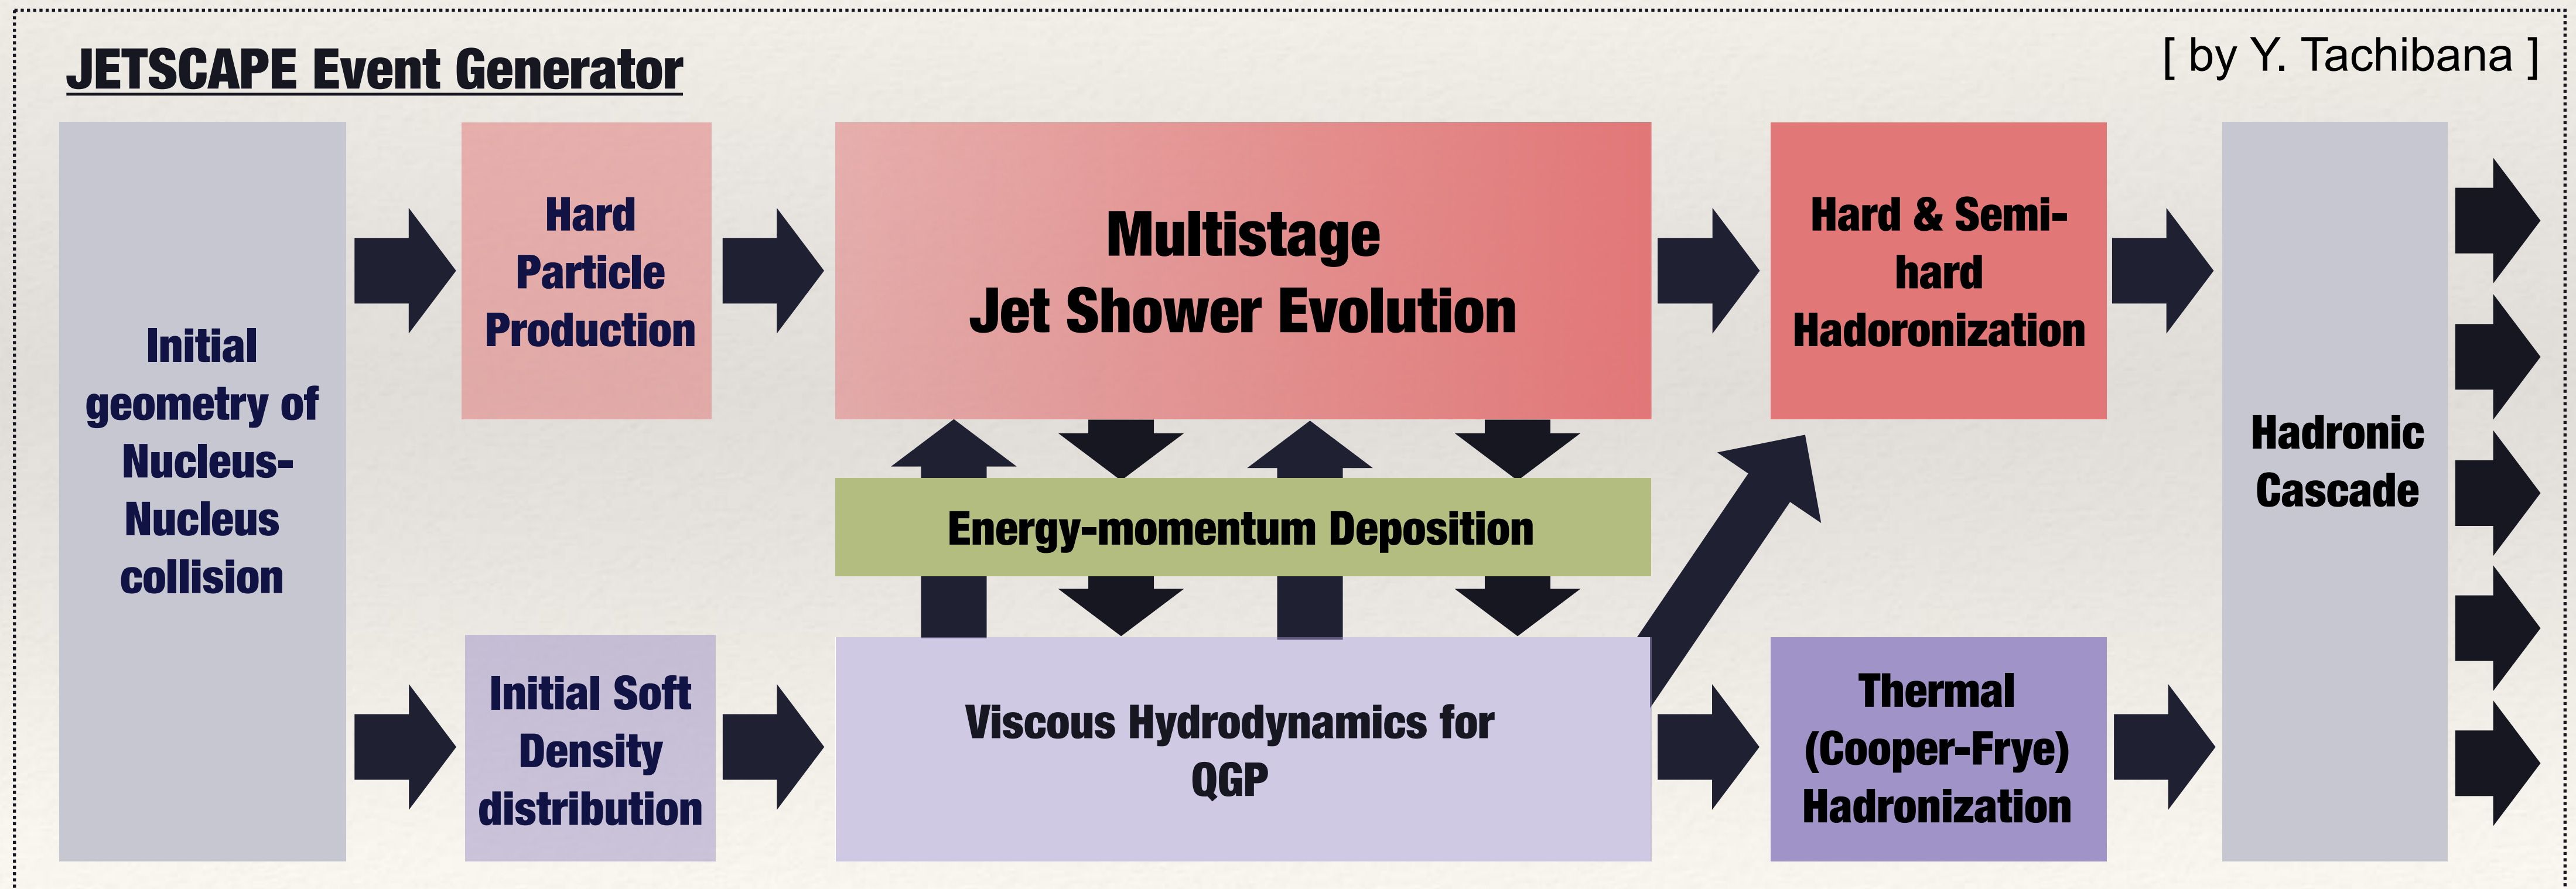 JETSCAPE Event Generator
[ by Y. Tachibana ]
Initial
geometry of
Nucleus-
Nucleus
collision
Hard
Particle
Production
Multistage
Jet Shower Evolution
Hard & Semi-
hard
Hadoronization
Energy-momentum Deposition
Initial Soft
Density
distribution
Viscous Hydrodynamics for
QGP
Thermal
(Cooper-Frye)
Hadronization
Hadronic
Cascade